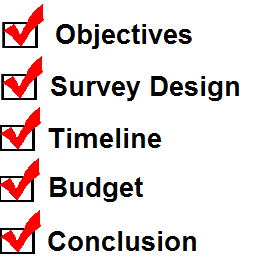 Objectives
Survey Design
Timeline
Budget
Conclusion